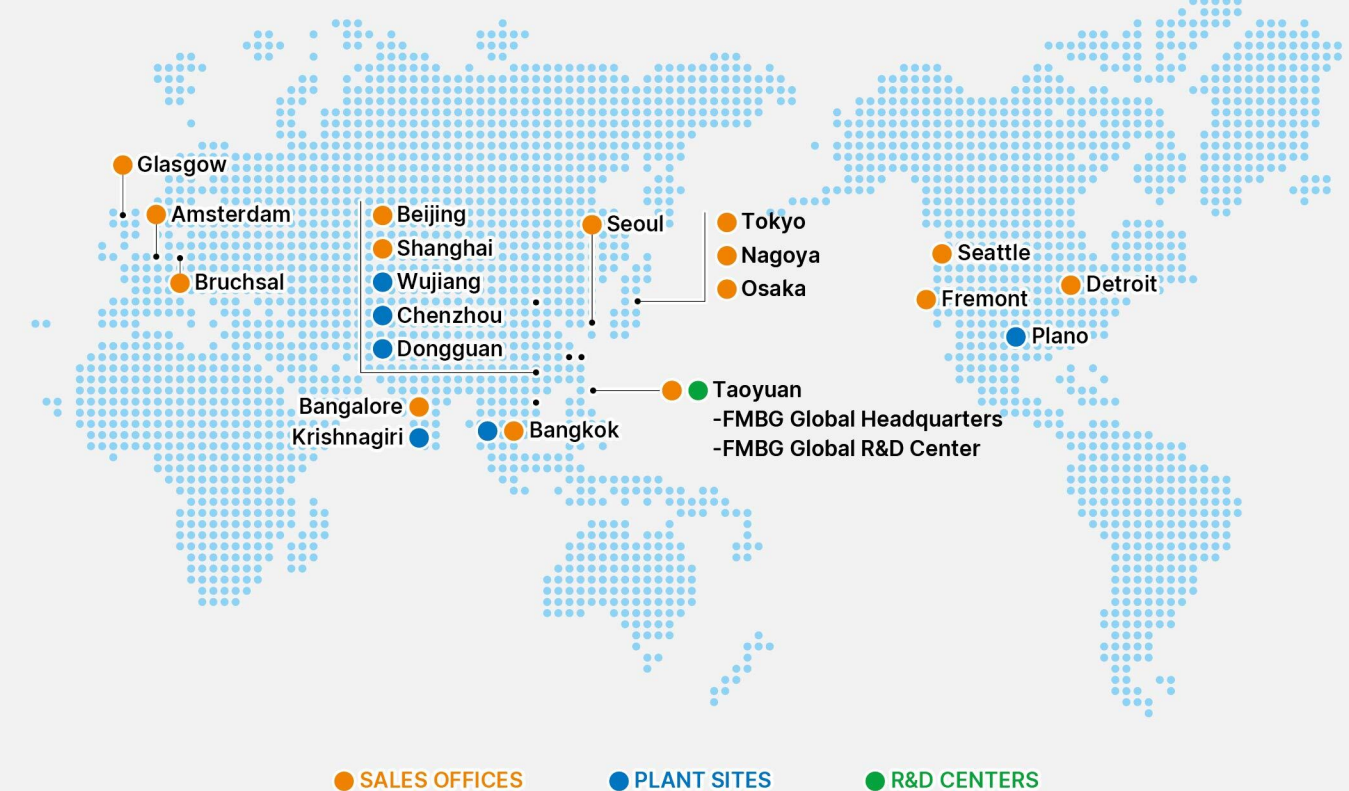 Glasgow
Amsterdam
Bruchsal
Beijing
Shanghai
Wujiang
Chenzhou
Dongguan
Seoul
Tokyo
Nagoya
Osaka
Seattle
Fremont
Detroit
Plano
Bangalore
Krishnagiri
Bangkok
Taoyuan
-FMBG Global Headquarters
-FMBG Global R&D Center
SALES OFFICES
PLANT SITES
R&D CENTERS